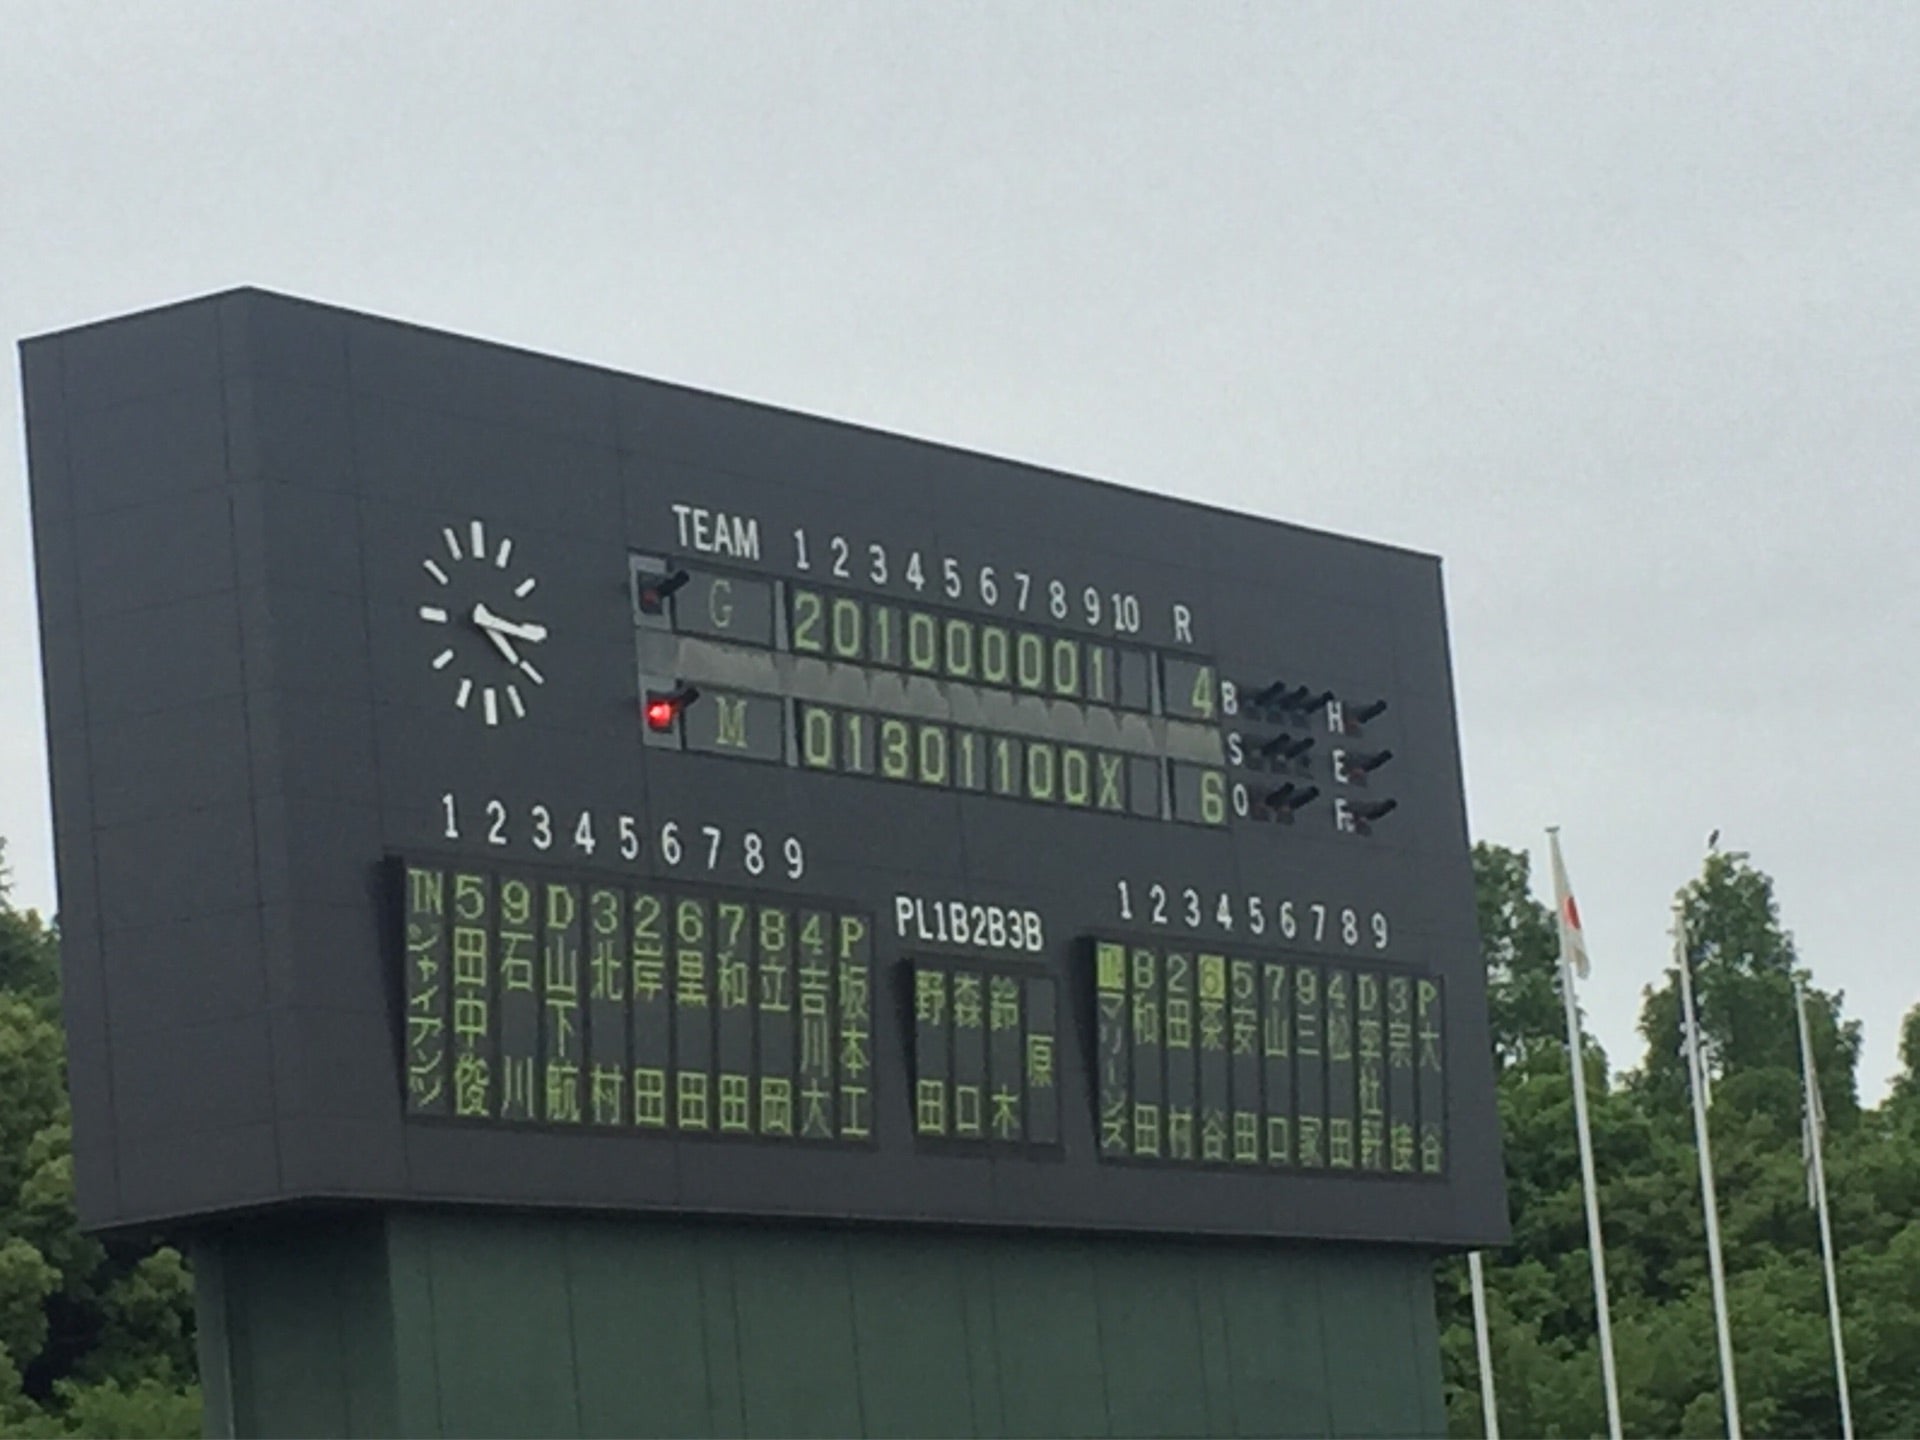 TEAM 1 2 3 4 5 6 7 8 9 10 R
G 2 0 1 0 0 0 0 0 1 4
M 0 1 3 0 1 1 0 0 X 6
B H
S E
O Fc
1 2 3 4 5 6 7 8 9
TN ジャイアンツ
5 田中俊
9 石川
D 山下航
3 北村
2 岸田
6 黒田
7 和田
8 立岡
4 吉川大
P 坂本工
PL 1B 2B 3B
野田
森口
鈴木
原
1 2 3 4 5 6 7 8 9
マリーンズ
8 和田
2 田村
6 茶谷
5 安田
7 山口
9 三家
4 松田
D 李杜軒
3 宗接
P 大谷